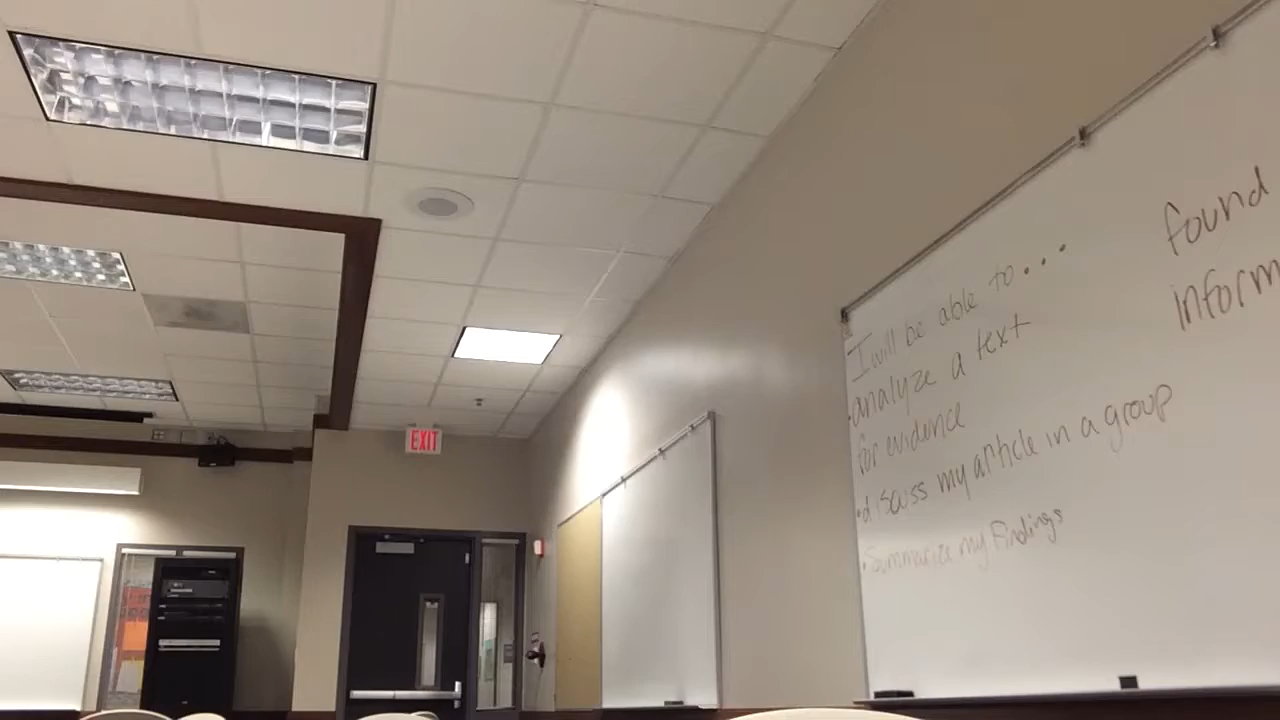 EXIT
I will be able to...
•analyze a text
for evidence
•discuss my article in a group
•Summarize my Findings
found
inform